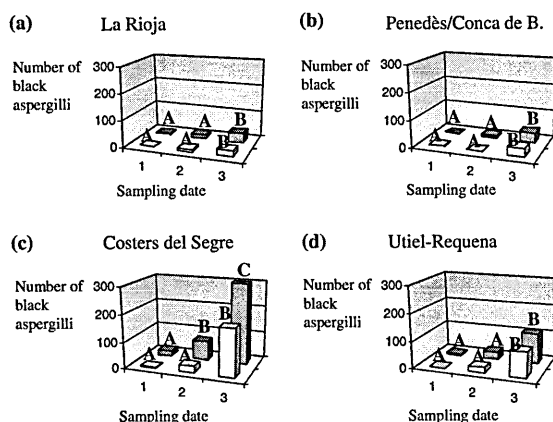 (a) La Rioja
Number of
black
aspergilli
300
200
100
0
A A B
A A B
1 2 3
Sampling date
(b) Penedès/Conca de B.
Number of
black
aspergilli
300
200
100
0
A A B
A A B
1 2 3
Sampling date
(c) Costers del Segre
Number of
black
aspergilli
300
200
100
0
A B C
A A B
1 2 3
Sampling date
(d) Utiel-Requena
Number of
black
aspergilli
300
200
100
0
A A B
A A B
1 2 3
Sampling date